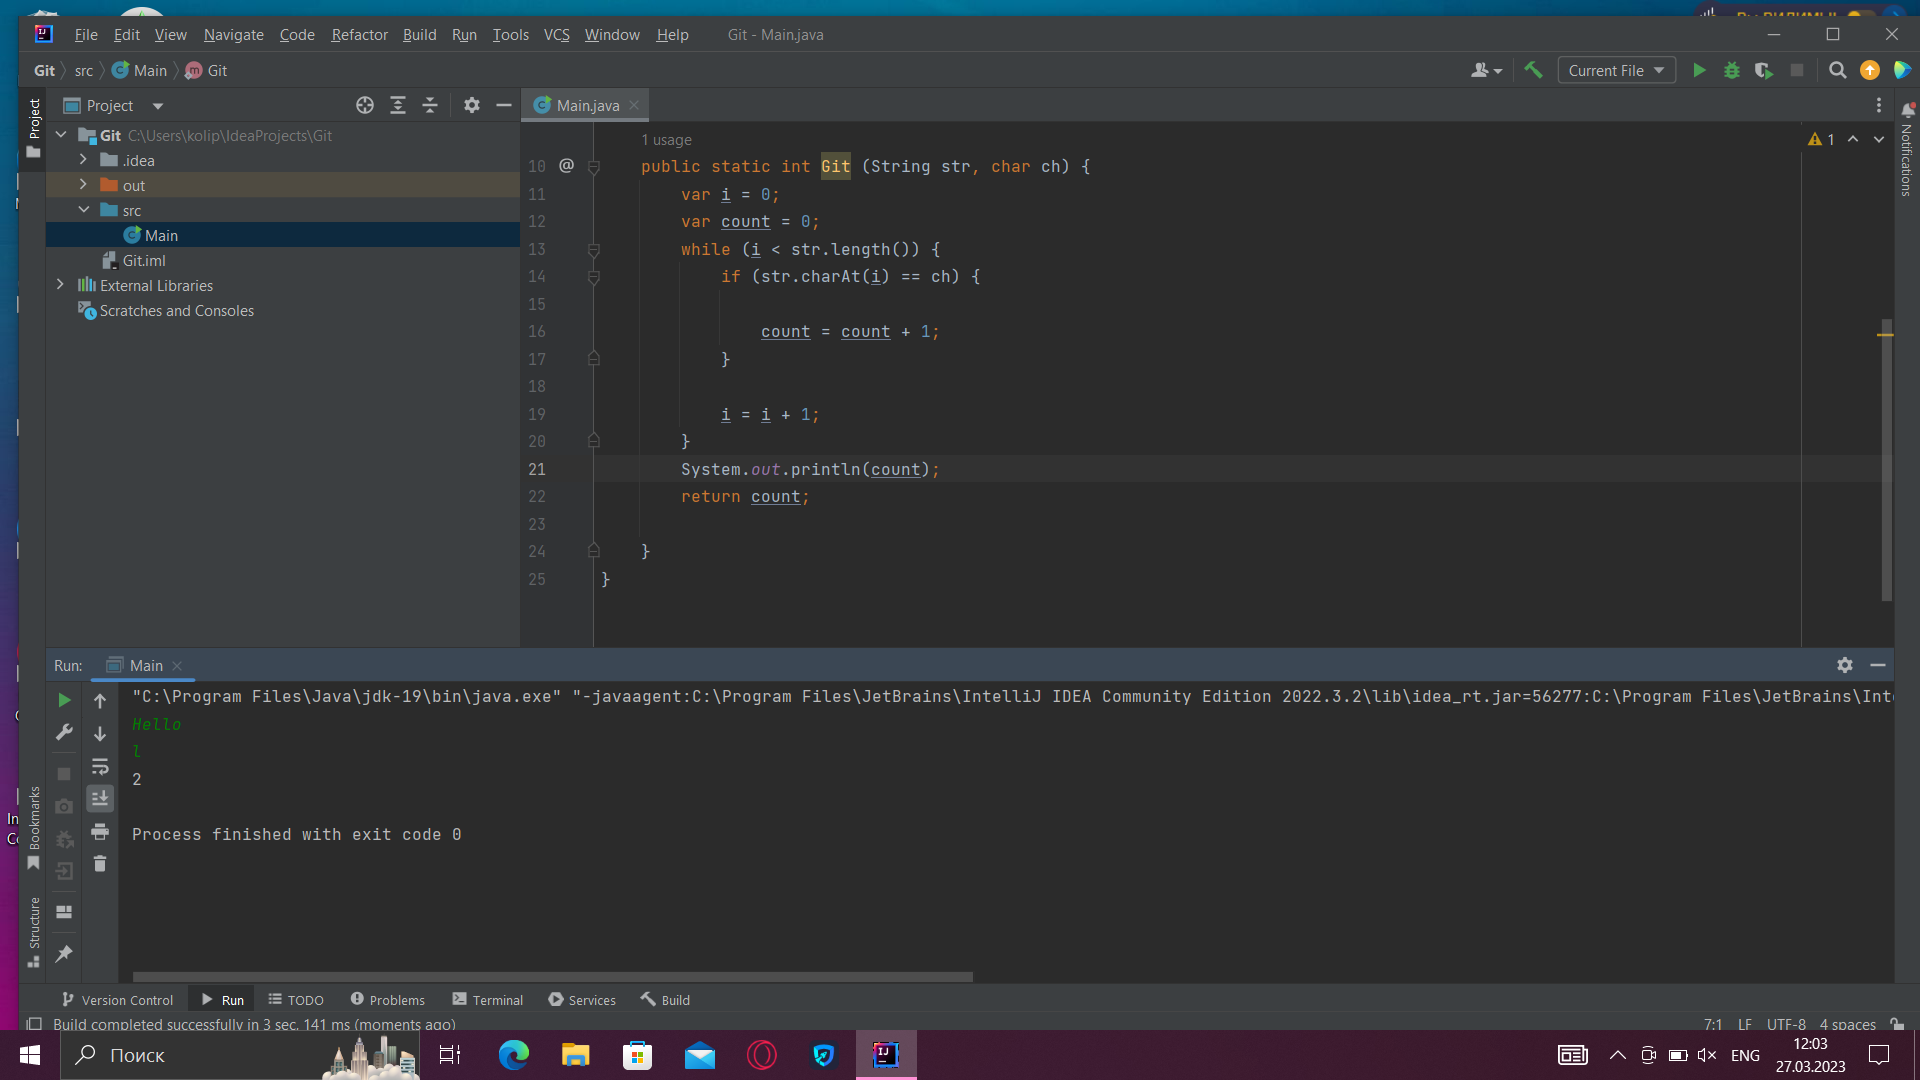 File Edit View Navigate Code Refactor Build Run Tools VCS Window Help Git - Main.java
Git src Main Git
Current File
Project
Project
Main.java
Git C:\Users\kolip\IdeaProjects\Git
.idea
out
src
Main
Git.iml
External Libraries
Scratches and Consoles
1 usage
1
10 @ public static int Git (String str, char ch) {
11 var i = 0;
12 var count = 0;
13 while (i < str.length()) {
14 if (str.charAt(i) == ch) {
15
16 count = count + 1;
17 }
18
19 i = i + 1;
20 }
21 System.out.println(count);
22 return count;
23
24 }
25 }
Notifications
Run: Main
"C:\Program Files\Java\jdk-19\bin\java.exe" "-javaagent:C:\Program Files\JetBrains\IntelliJ IDEA Community Edition 2022.3.2\lib\idea_rt.jar=56277:C:\Program Files\JetBrains\Int
Hello
l
2
Process finished with exit code 0
Bookmarks
Structure
Version Control Run TODO Problems Terminal Services Build
Build completed successfully in 3 sec, 141 ms (moments ago)
7:1 LF UTF-8 4 spaces
Поиск
ENG
12:03
27.03.2023